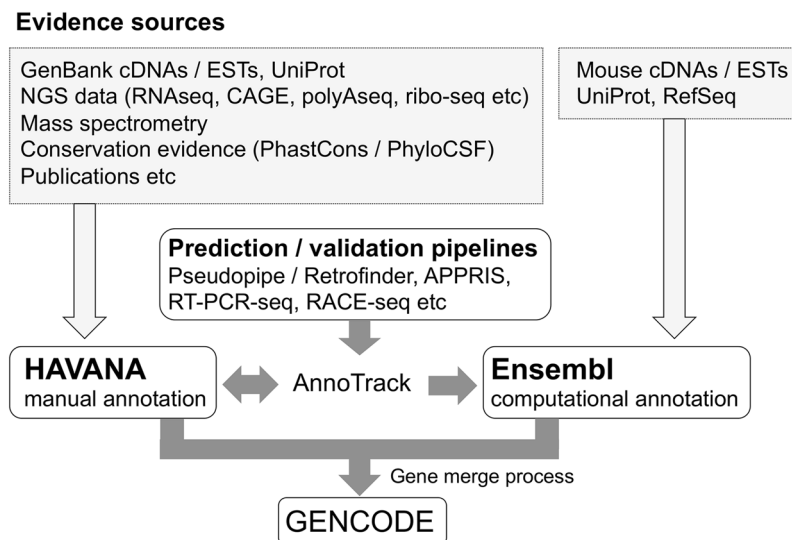 Evidence sources
GenBank cDNAs / ESTs, UniProt
NGS data (RNAseq, CAGE, polyAseq, ribo-seq etc)
Mass spectrometry
Conservation evidence (PhastCons / PhyloCSF)
Publications etc
Mouse cDNAs / ESTs
UniProt, RefSeq
Prediction / validation pipelines
Pseudopipe / Retrofinder, APPRIS,
RT-PCR-seq, RACE-seq etc
HAVANA
manual annotation
AnnoTrack
Ensembl
computational annotation
Gene merge process
GENCODE